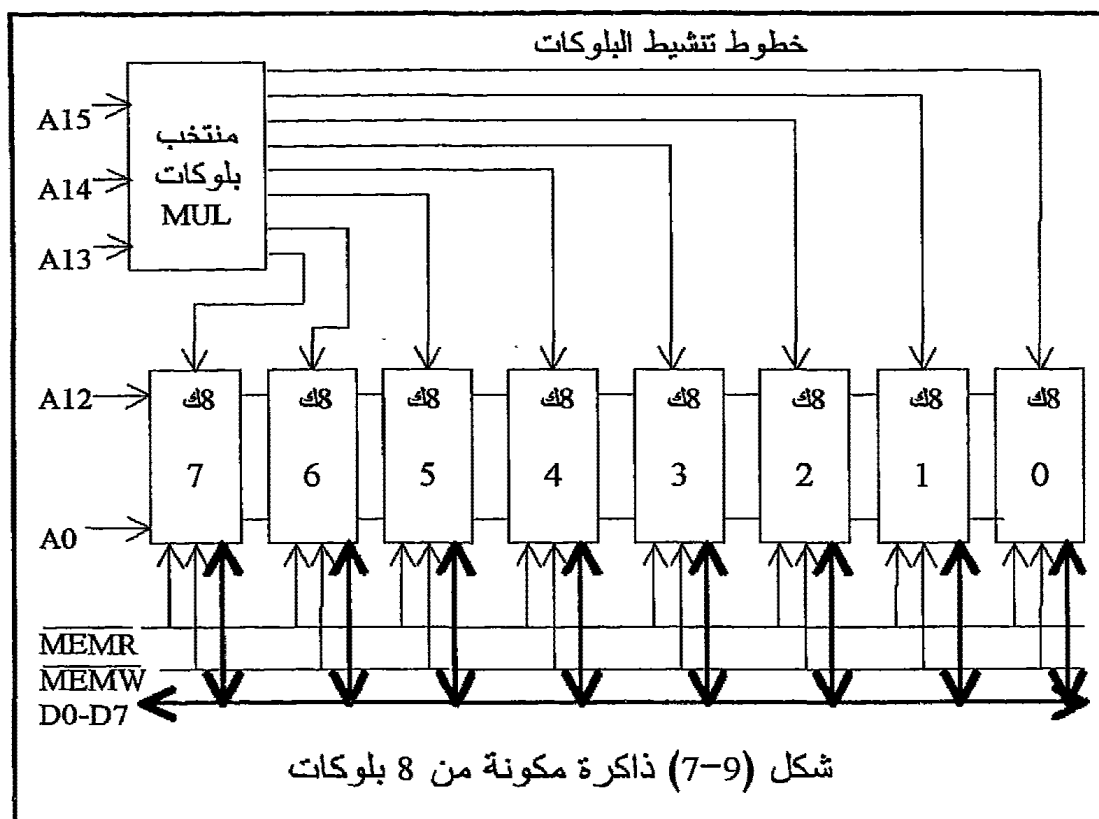 خطوط تنشيط البلوكات
A15
A14
A13
منتخب
بلوكات
MUL
A12
A0
8ك
7
8ك
6
8ك
5
8ك
4
8ك
3
8ك
2
8ك
1
8ك
0
MEMR
MEMW
D0-D7
شكل (9-7) ذاكرة مكونة من 8 بلوكات